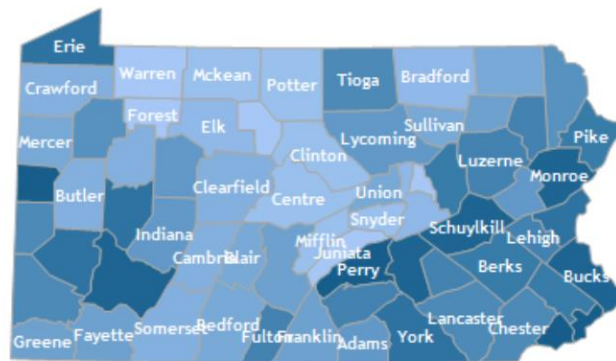 Erie
Warren
Mckean
Potter
Tioga
Bradford
Crawford
Forest
Elk
Lycoming
Sullivan
Pike
Mercer
Clinton
Luzerne
Monroe
Butler
Clearfield
Centre
Union
Snyder
Schuylkill
Lehigh
Indiana
Mifflin
Juniata
Cambria
Blair
Perry
Berks
Bucks
Greene
Fayette
Somerset
Bedford
Fulton
Franklin
Adams
York
Lancaster
Chester